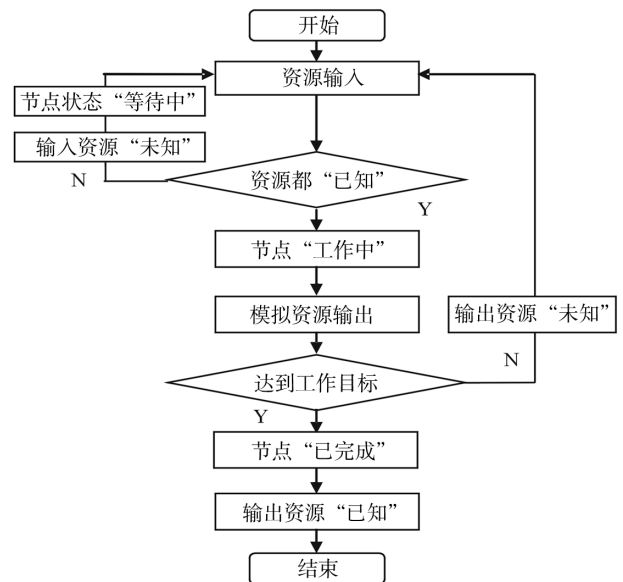 开始
资源输入
节点状态“等待中”
输入资源“未知”
N
资源都“已知”
Y
节点“工作中”
模拟资源输出
输出资源“未知”
达到工作目标
N
Y
节点“已完成”
输出资源“已知”
结束